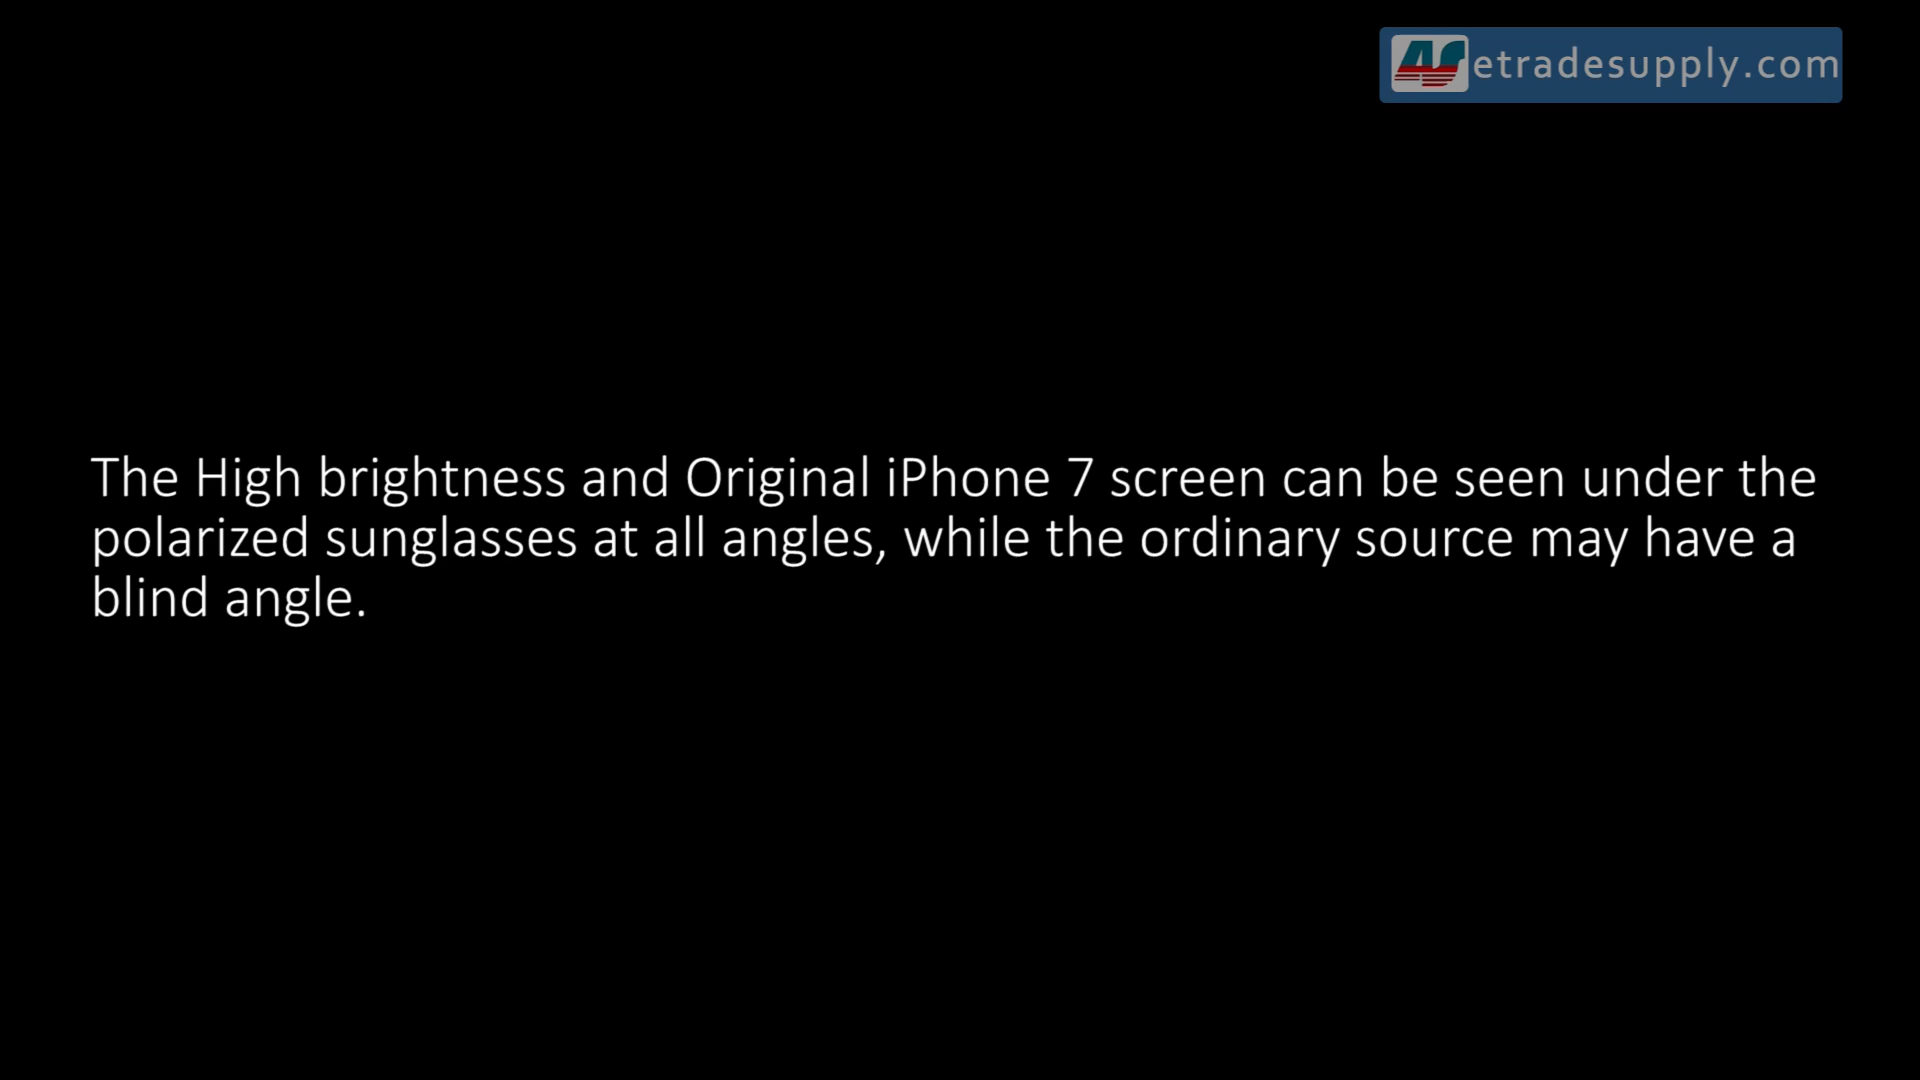 etradesupply.com
The High brightness and Original iPhone 7 screen can be seen under the
polarized sunglasses at all angles, while the ordinary source may have a
blind angle.